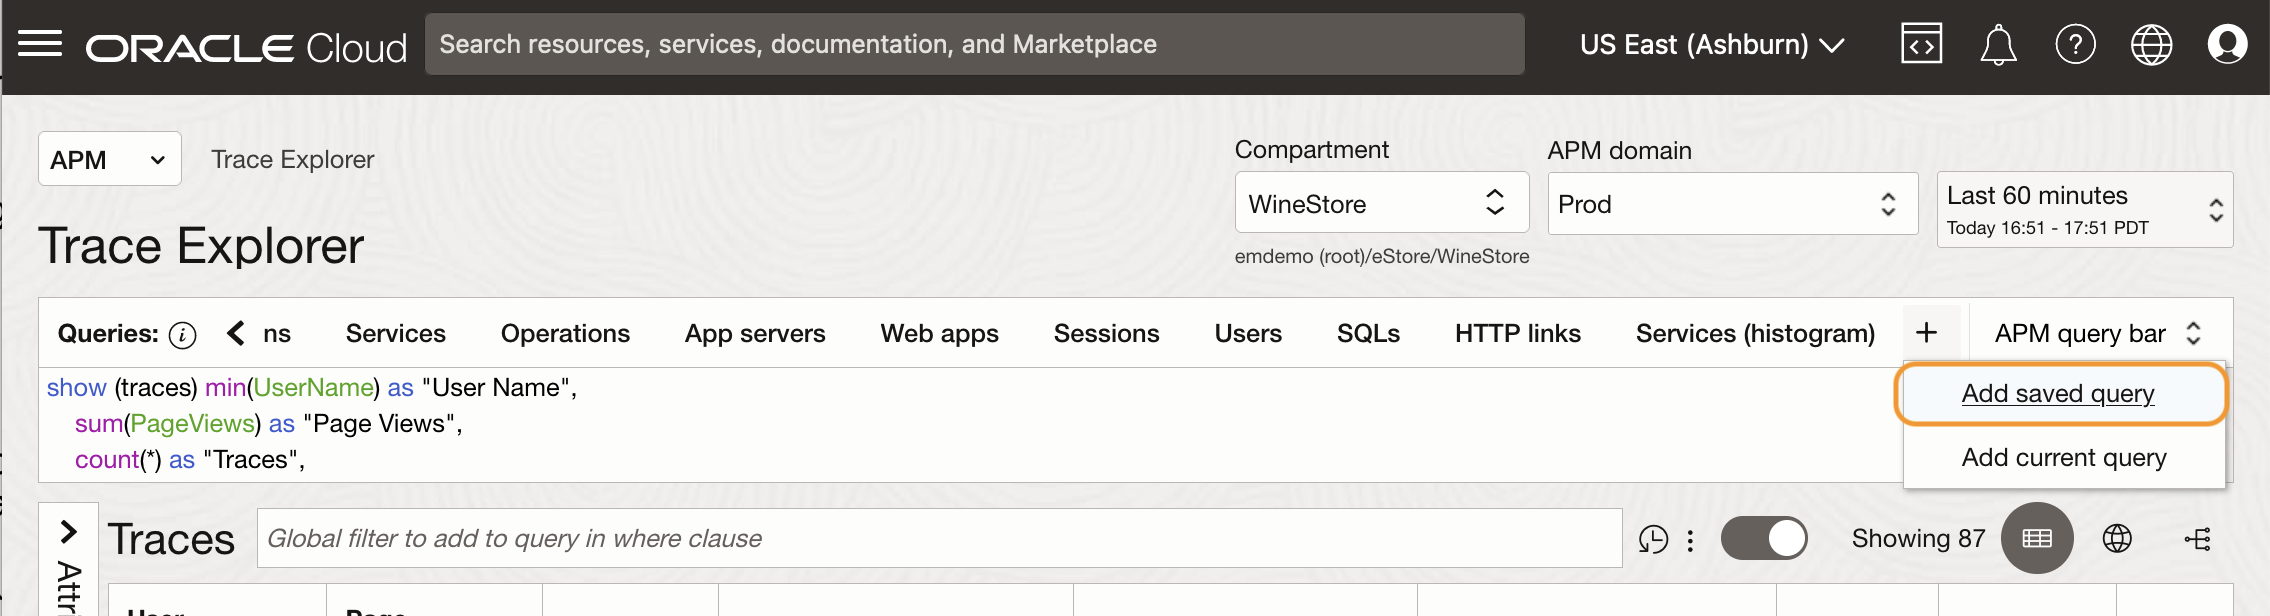 ORACLE Cloud
Search resources, services, documentation, and Marketplace
US East (Ashburn)
APM
Trace Explorer
Compartment
APM domain
WineStore
Prod
Last 60 minutes
Today 16:51 - 17:51 PDT
Trace Explorer
emdemo (root)/eStore/WineStore
Queries: i
ns
Services
Operations
App servers
Web apps
Sessions
Users
SQLs
HTTP links
Services (histogram)
+
APM query bar
show (traces) min(UserName) as "User Name",
sum(PageViews) as "Page Views",
count(*) as "Traces",
Add saved query
Add current query
Traces
Global filter to add to query in where clause
Showing 87
Attri
User
Page